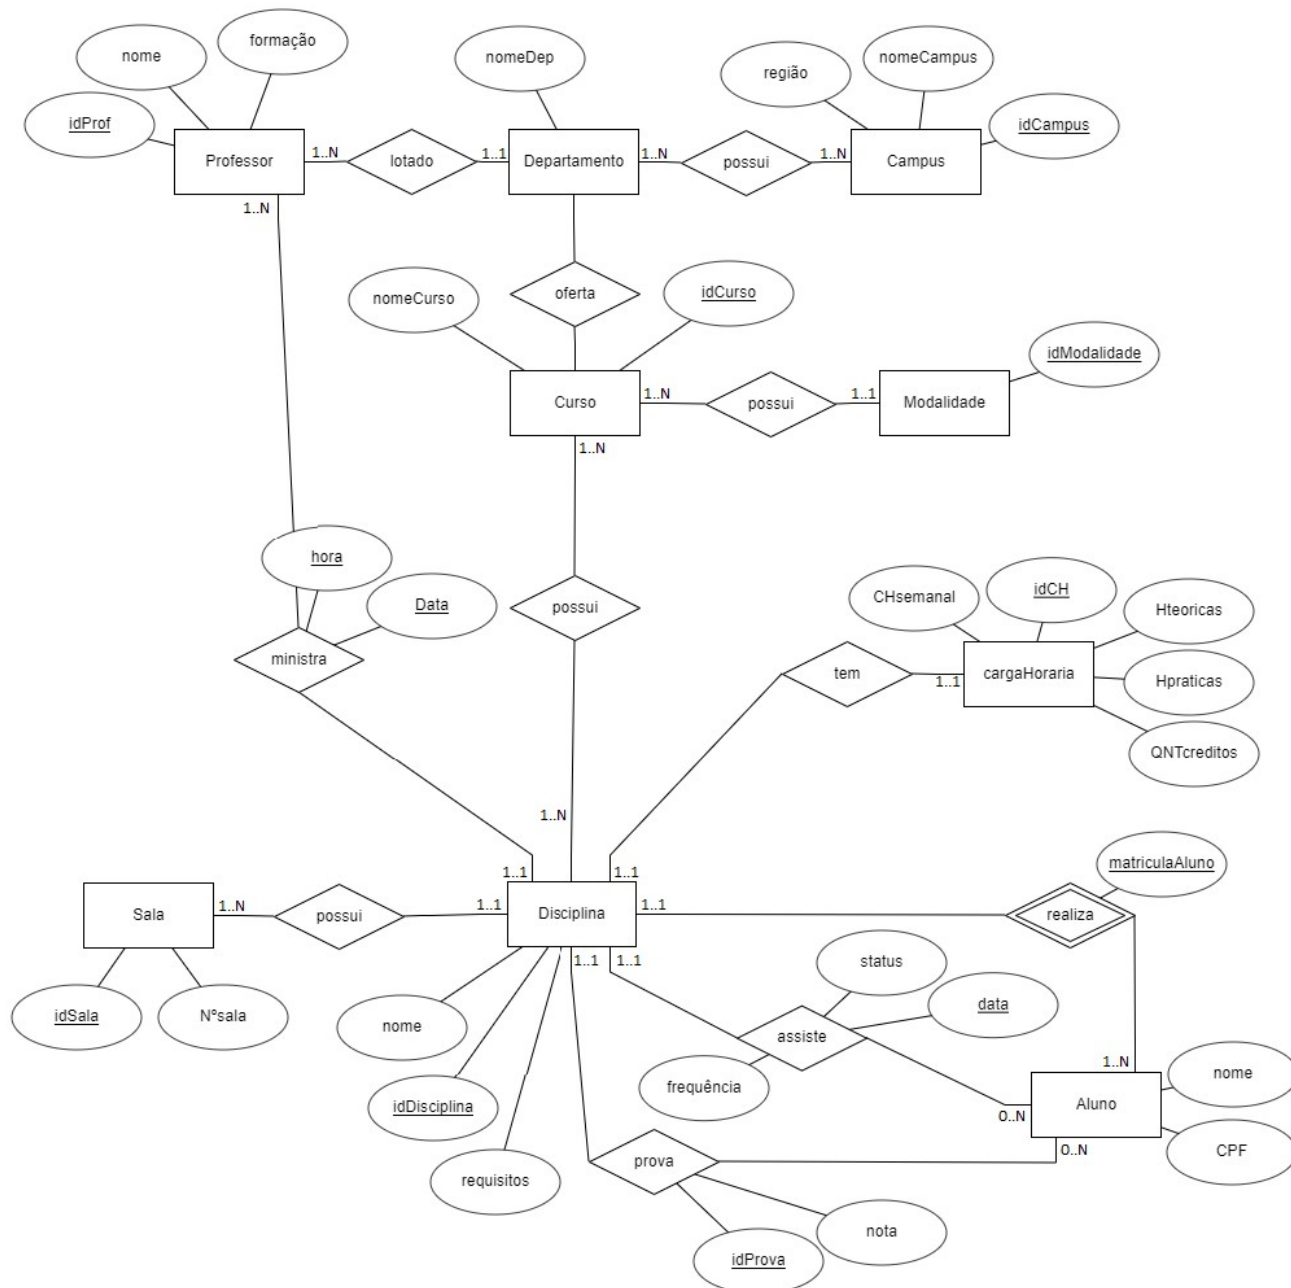 formação
nome
nomeDep
nomeCampus
região
idProf
idCampus
Professor
1..N
lotado
1..1
Departamento
1..N
possui
1..N
Campus
1..N
nomeCurso
oferta
idCurso
idModalidade
Curso
1..N
possui
1..1
Modalidade
1..N
hora
Data
possui
ministra
CHsemanal
idCH
Hteoricas
tem
1..1
cargaHoraria
Hpraticas
QNTcreditos
1..N
matriculaAluno
1..1
1..1
Sala
1..N
possui
1..1
Disciplina
1..1
realiza
1..1
1..1
status
data
idSala
Nºsala
nome
assiste
frequência
1..N
nome
idDisciplina
0..N
Aluno
CPF
requisitos
prova
0..N
nota
idProva